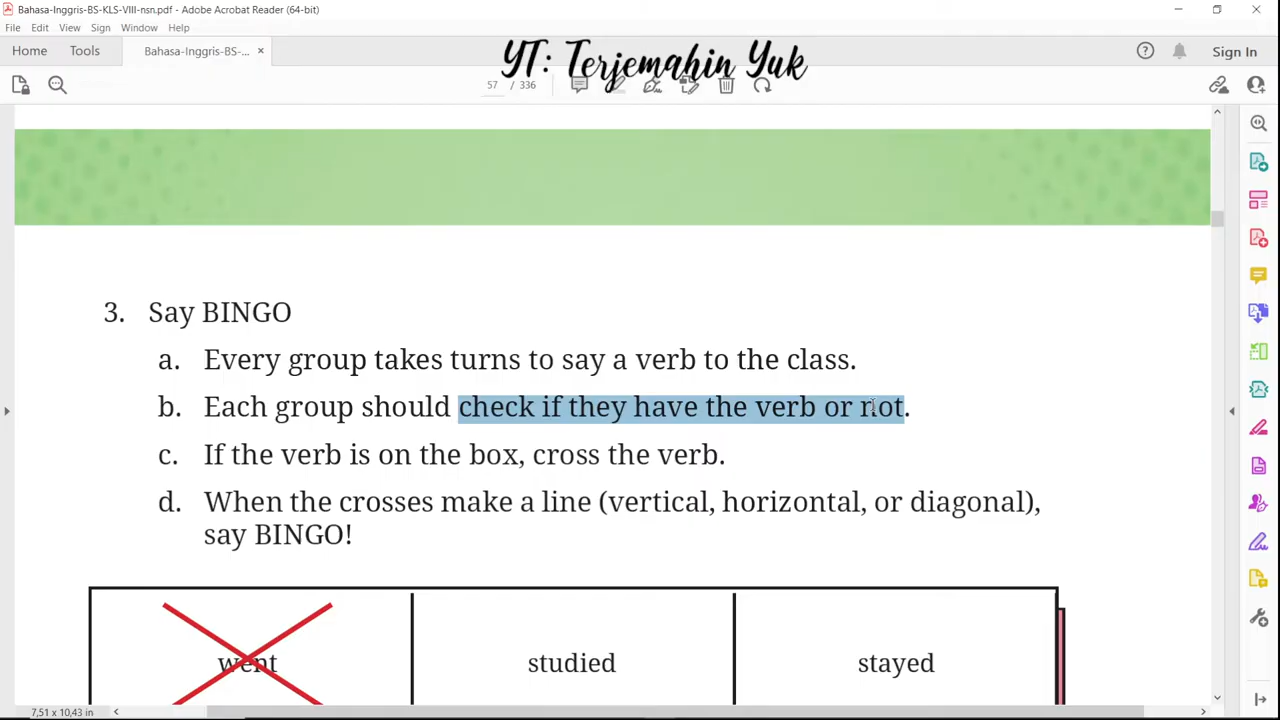 Bahasa-Inggris-BS-KLS-VIII-nsn.pdf - Adobe Acrobat Reader (64-bit)
File Edit View Sign Window Help
Home Tools Bahasa-Inggris-BS-... × Sign In
YT: Terjemahin Yuk
57 / 336
3. Say BINGO
a. Every group takes turns to say a verb to the class.
b. Each group should check if they have the verb or not.
c. If the verb is on the box, cross the verb.
d. When the crosses make a line (vertical, horizontal, or diagonal),
say BINGO!
went studied stayed
7,51 x 10,43 in